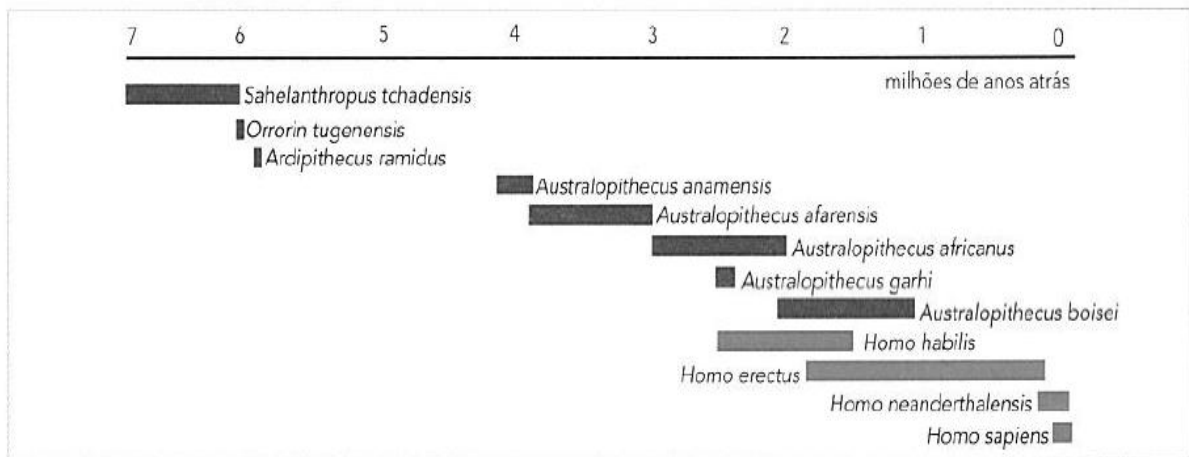 7 6 5 4 3 2 1 0
milhões de anos atrás
Sahelanthropus tchadensis
Orrorin tugenensis
Ardipithecus ramidus
Australopithecus anamensis
Australopithecus afarensis
Australopithecus africanus
Australopithecus garhi
Australopithecus boisei
Homo habilis
Homo erectus
Homo neanderthalensis
Homo sapiens